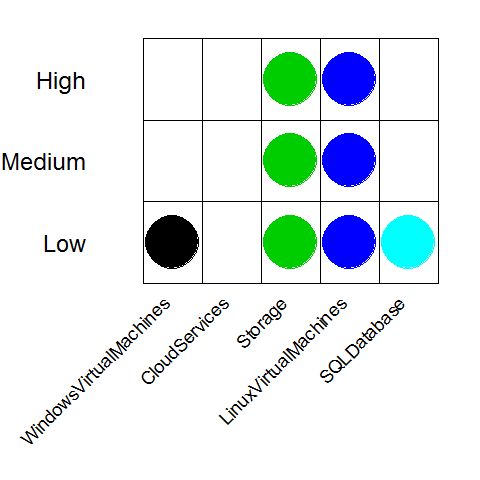 High
Medium
Low
WindowsVirtualMachines
CloudServices
Storage
LinuxVirtualMachines
SQLDatabase